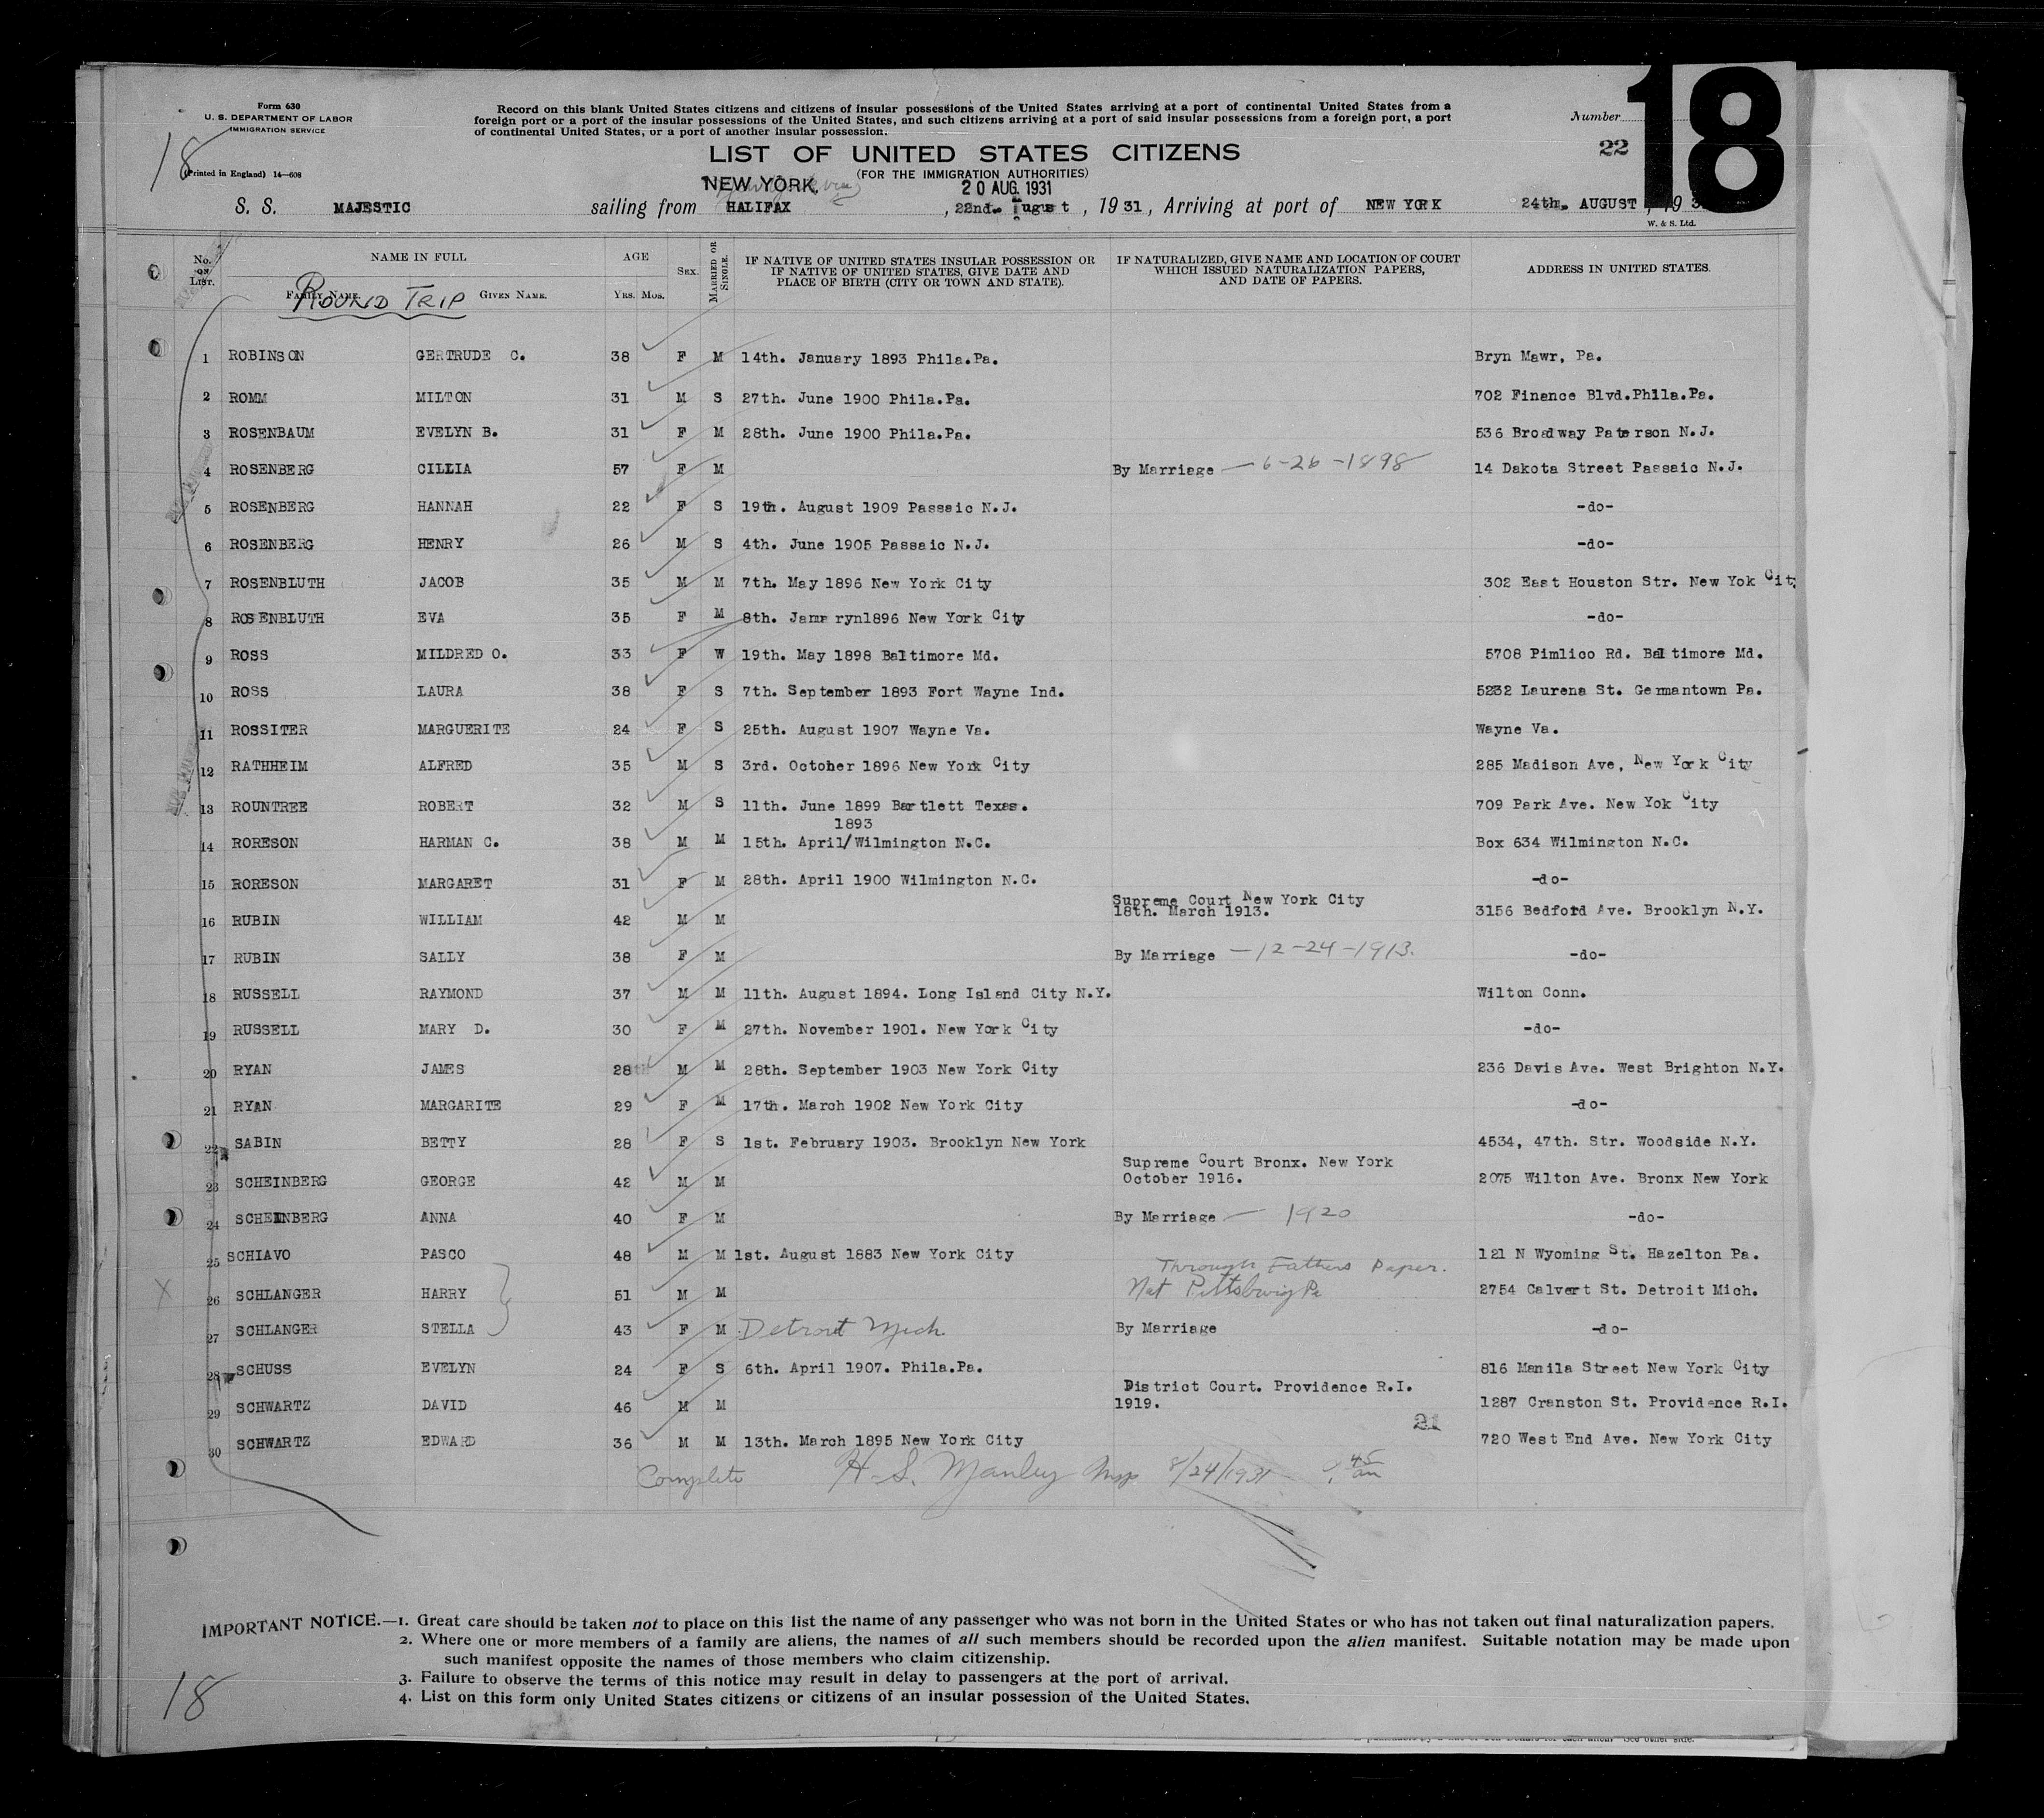 Form 630
U. S. DEPARTMENT OF LABOR
IMMIGRATION SERVICE
(Printed in England) 14—608
18
Record on this blank United States citizens and citizens of insular possessions of the United States arriving at a port of continental United States from a
foreign port or a port of the insular possessions of the United States, and such citizens arriving at a port of said insular possessions from a foreign port, a port
of continental United States, or a port of another insular possession.
Number 18
22
LIST OF UNITED STATES CITIZENS
(FOR THE IMMIGRATION AUTHORITIES)
NEW YORK, 20 AUG. 1931
S. S. MAJESTIC sailing from HALIFAX, 22nd. August, 1931, Arriving at port of NEW YORK 24th. AUGUST, 193
W. & S. Ltd.
No. ON LIST. NAME IN FULL AGE SEX. MARRIED OR SINGLE. IF NATIVE OF UNITED STATES INSULAR POSSESSION OR IF NATIVE OF UNITED STATES, GIVE DATE AND PLACE OF BIRTH (CITY OR TOWN AND STATE). IF NATURALIZED, GIVE NAME AND LOCATION OF COURT WHICH ISSUED NATURALIZATION PAPERS, AND DATE OF PAPERS. ADDRESS IN UNITED STATES.
FAMILY NAME. GIVEN NAME. YRS. MOS.
ROUND TRIP
1 ROBINSON GERTRUDE C. 38 F M 14th. January 1893 Phila.Pa. Bryn Mawr, Pa.
2 ROMM MILTON 31 M S 27th. June 1900 Phila.Pa. 702 Finance Blvd.Phila.Pa.
3 ROSENBAUM EVELYN B. 31 F M 28th. June 1900 Phila.Pa. 536 Broadway Paterson N.J.
4 ROSENBERG CILLIA 57 F M By Marriage — 6-26-1898 14 Dakota Street Passaic N.J.
5 ROSENBERG HANNAH 22 F S 19th. August 1909 Passaic N.J. -do-
6 ROSENBERG HENRY 26 M S 4th. June 1905 Passaic N.J. -do-
7 ROSENBLUTH JACOB 35 M M 7th. May 1896 New York City 302 East Houston Str. New Yok City
8 ROSENBLUTH EVA 35 F M 8th. Janu ryn1896 New York City -do-
9 ROSS MILDRED O. 33 F W 19th. May 1898 Baltimore Md. 5708 Pimlico Rd. Baltimore Md.
10 ROSS LAURA 38 F S 7th. September 1893 Fort Wayne Ind. 5232 Laurena St. Germantown Pa.
11 ROSSITER MARGUERITE 24 F S 25th. August 1907 Wayne Va. Wayne Va.
12 RATHHEIM ALFRED 35 M S 3rd. October 1896 New York City 285 Madison Ave, New York City
13 ROUNTREE ROBERT 32 M S 11th. June 1899 Bartlett Texas. 709 Park Ave. New Yok City
1893
14 RORESON HARMAN C. 38 M M 15th. April/Wilmington N.C. Box 634 Wilmington N.C.
15 RORESON MARGARET 31 F M 28th. April 1900 Wilmington N.C. -do-
Supreme Court New York City
16 RUBIN WILLIAM 42 M M 18th. March 1913. 3156 Bedford Ave. Brooklyn N.Y.
17 RUBIN SALLY 38 F M By Marriage — 12-24-1913. -do-
18 RUSSELL RAYMOND 37 M M 11th. August 1894. Long Island City N.Y. Wilton Conn.
19 RUSSELL MARY D. 30 F M 27th. November 1901. New York City -do-
20 RYAN JAMES 28 M M 28th. September 1903 New York City 236 Davis Ave. West Brighton N.Y.
21 RYAN MARGARITE 29 F M 17th. March 1902 New York City -do-
22 SABIN BETTY 28 F S 1st. February 1903. Brooklyn New York 4534, 47th. Str. Woodside N.Y.
Supreme Court Bronx. New York
23 SCHEINBERG GEORGE 42 M M October 1916. 2075 Wilton Ave. Bronx New York
24 SCHEINBERG ANNA 40 F M By Marriage — 1920 -do-
25 SCHIAVO PASCO 48 M M 1st. August 1883 New York City 121 N Wyoming St. Hazelton Pa.
Through Fathers Paper.
X 26 SCHLANGER HARRY 51 M M Nat Pittsburg Pa 2754 Calvert St. Detroit Mich.
27 SCHLANGER STELLA 43 F M Detroit Mich. By Marriage -do-
28 SCHUSS EVELYN 24 F S 6th. April 1907. Phila.Pa. 816 Manila Street New York City
District Court. Providence R.I.
29 SCHWARTZ DAVID 46 M M 1919. 1287 Cranston St. Providence R.I.
21
30 SCHWARTZ EDWARD 36 M M 13th. March 1895 New York City 720 West End Ave. New York City
Complete H. S. Manley Insp 8/24/1931 45 am
IMPORTANT NOTICE.—1. Great care should be taken not to place on this list the name of any passenger who was not born in the United States or who has not taken out final naturalization papers.
2. Where one or more members of a family are aliens, the names of all such members should be recorded upon the alien manifest. Suitable notation may be made upon
such manifest opposite the names of those members who claim citizenship.
3. Failure to observe the terms of this notice may result in delay to passengers at the port of arrival.
4. List on this form only United States citizens or citizens of an insular possession of the United States.
18